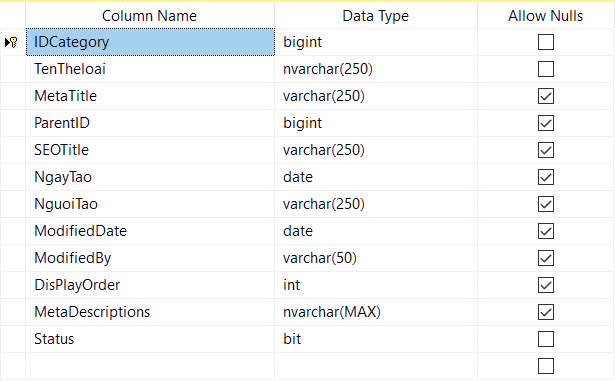 Column Name Data Type Allow Nulls
IDCategory bigint
TenTheloai nvarchar(250)
MetaTitle varchar(250)
ParentID bigint
SEOTitle varchar(250)
NgayTao date
NguoiTao varchar(250)
ModifiedDate date
ModifiedBy varchar(50)
DisPlayOrder int
MetaDescriptions nvarchar(MAX)
Status bit